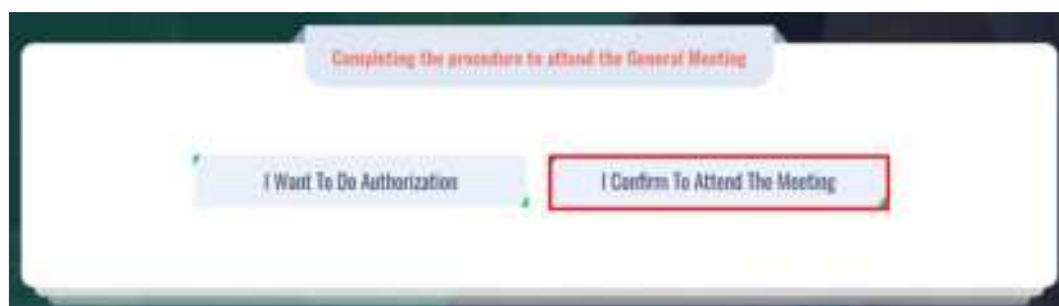 Completing the procedure to attend the General Meeting
I Want To Do Authorization
I Confirm To Attend The Meeting